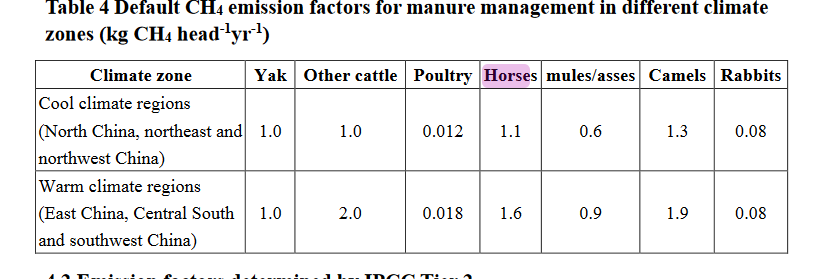 Table 4 Default CH4 emission factors for manure management in different climate
zones (kg CH4 head-1yr-1)
Climate zone Yak Other cattle Poultry Horses mules/asses Camels Rabbits
Cool climate regions
(North China, northeast and 1.0 1.0 0.012 1.1 0.6 1.3 0.08
northwest China)
Warm climate regions
(East China, Central South 1.0 2.0 0.018 1.6 0.9 1.9 0.08
and southwest China)